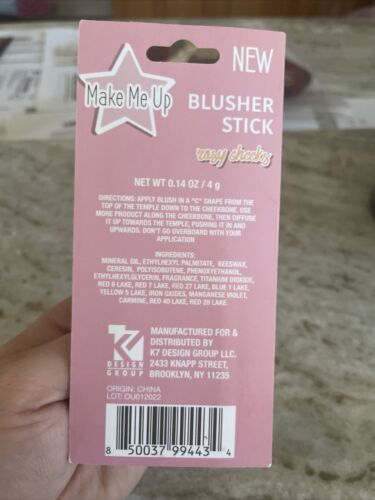 NEW
Make Me Up
BLUSHER
STICK
rosy cheeks
NET WT 0.14 OZ / 4 g
DIRECTIONS: APPLY BLUSH IN A "C" SHAPE FROM THE
TOP OF THE TEMPLE DOWN TO THE CHEEKBONE, USE
MORE PRODUCT ALONG THE CHEEKBONE, THEN DIFFUSE
IT UP TOWARDS THE TEMPLE, PUSHING IT IN AND
UPWARDS. DON'T GO OVERBOARD WITH YOUR
APPLICATION
INGREDIENTS:
MINERAL OIL, ETHYLHEXYL PALMITATE, BEESWAX,
CERESIN, POLYISOBUTENE, PHENOXYETHANOL,
ETHYLHEXYLGLYCERIN, FRAGRANCE, TITANIUM DIOXIDE,
RED 6 LAKE, RED 7 LAKE, RED 27 LAKE, BLUE 1 LAKE,
YELLOW 5 LAKE, IRON OXIDES, MANGANESE VIOLET,
CARMINE, RED 40 LAKE, RED 28 LAKE.
K7
DESIGN
GROUP
MANUFACTURED FOR &
DISTRIBUTED BY
K7 DESIGN GROUP LLC.
2433 KNAPP STREET,
BROOKLYN, NY 11235
ORIGIN: CHINA
LOT: OU012022
8 50037 99443 4